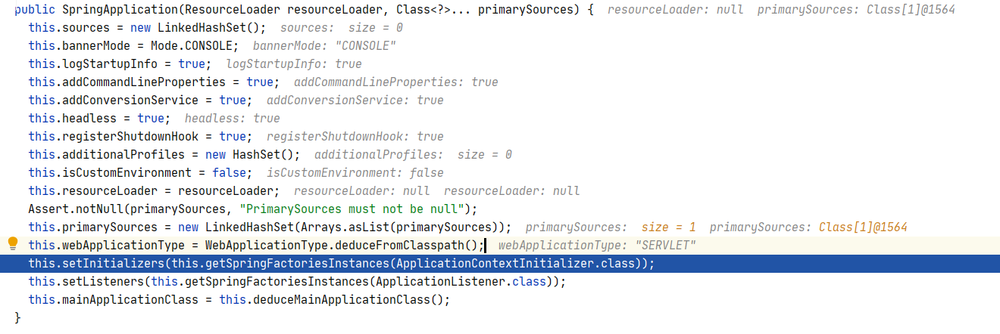 public SpringApplication(ResourceLoader resourceLoader, Class<?>... primarySources) {  resourceLoader: null  primarySources: Class[1]@1564
this.sources = new LinkedHashSet();  sources:  size = 0
this.bannerMode = Mode.CONSOLE;  bannerMode: "CONSOLE"
this.logStartupInfo = true;  logStartupInfo: true
this.addCommandLineProperties = true;  addCommandLineProperties: true
this.addConversionService = true;  addConversionService: true
this.headless = true;  headless: true
this.registerShutdownHook = true;  registerShutdownHook: true
this.additionalProfiles = new HashSet();  additionalProfiles:  size = 0
this.isCustomEnvironment = false;  isCustomEnvironment: false
this.resourceLoader = resourceLoader;  resourceLoader: null  resourceLoader: null
Assert.notNull(primarySources, "PrimarySources must not be null");
this.primarySources = new LinkedHashSet(Arrays.asList(primarySources));  primarySources:  size = 1  primarySources: Class[1]@1564
this.webApplicationType = WebApplicationType.deduceFromClasspath();  webApplicationType: "SERVLET"
this.setInitializers(this.getSpringFactoriesInstances(ApplicationContextInitializer.class));
this.setListeners(this.getSpringFactoriesInstances(ApplicationListener.class));
this.mainApplicationClass = this.deduceMainApplicationClass();
}